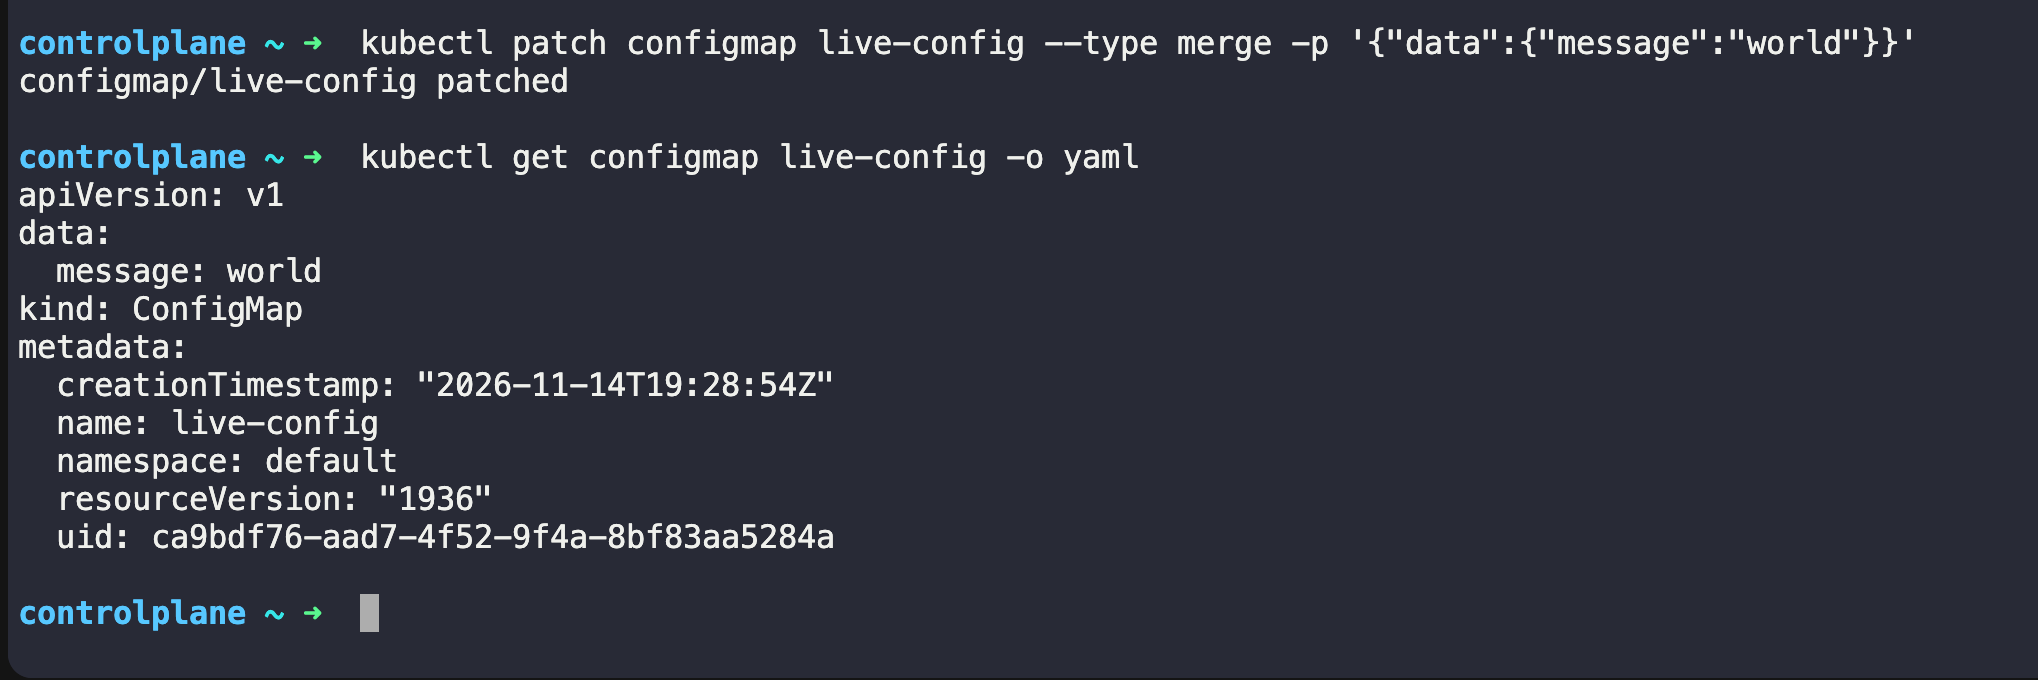 controlplane ~ ➜  kubectl patch configmap live-config --type merge -p '{"data":{"message":"world"}}'
configmap/live-config patched
controlplane ~ ➜  kubectl get configmap live-config -o yaml
apiVersion: v1
data:
  message: world
kind: ConfigMap
metadata:
  creationTimestamp: "2026-11-14T19:28:54Z"
  name: live-config
  namespace: default
  resourceVersion: "1936"
  uid: ca9bdf76-aad7-4f52-9f4a-8bf83aa5284a
controlplane ~ ➜